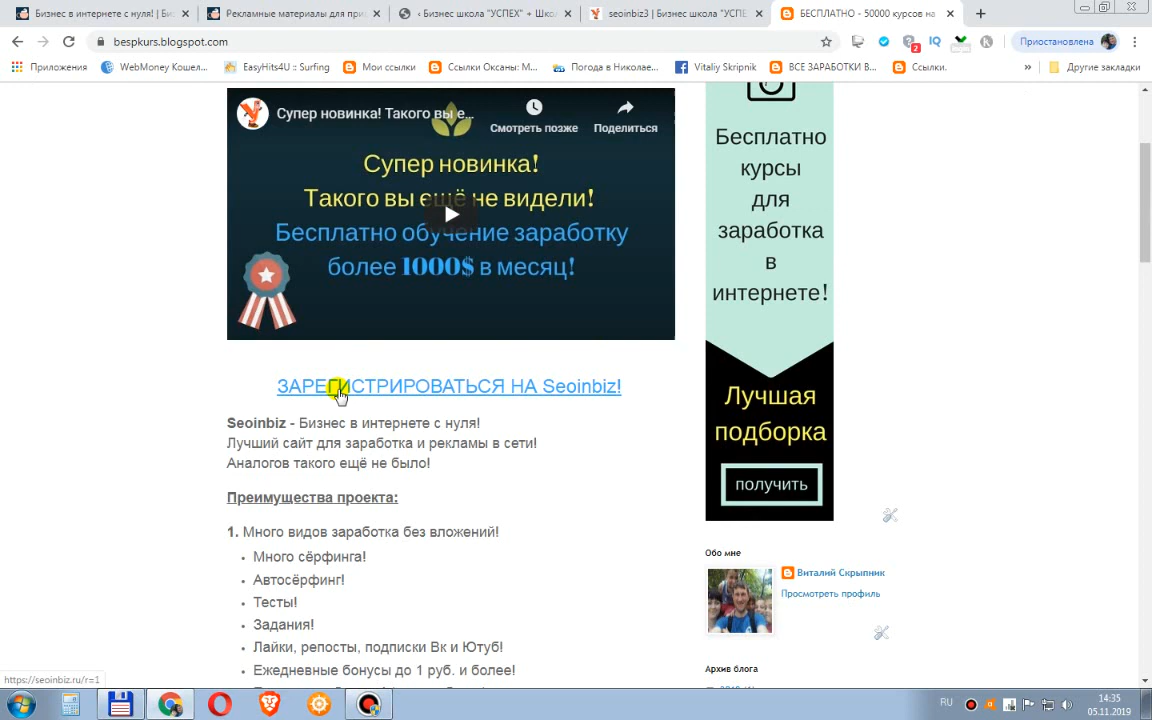 Бизнес в интернете с нуля! | Би
Рекламные материалы для при
‹ Бизнес школа "УСПЕХ" + Шко
seoinbiz3 | Бизнес школа "УСПЕ
БЕСПЛАТНО - 50000 курсов на
bespkurs.blogspot.com
2
IQ
K
Приостановлена
Приложения
WebMoney Кошел...
EasyHits4U :: Surfing
Мои ссылки
Ссылки Оксаны: М...
Погода в Николае...
Vitaliy Skripnik
ВСЕ ЗАРАБОТКИ В...
Ссылки.
»
Другие закладки
Супер новинка! Такого вы е...
Смотреть позже
Поделиться
Супер новинка!
Такого вы ещё не видели!
Бесплатно обучение заработку
более 1000$ в месяц!
ЗАРЕГИСТРИРОВАТЬСЯ НА Seoinbiz!
Seoinbiz - Бизнес в интернете с нуля!
Лучший сайт для заработка и рекламы в сети!
Аналогов такого ещё не было!
Преимущества проекта:
1. Много видов заработка без вложений!
• Много сёрфинга!
• Автосёрфинг!
• Тесты!
• Задания!
• Лайки, репосты, подписки Вк и Ютуб!
• Ежедневные бонусы до 1 руб. и более!
Бесплатно
курсы
для
заработка
в
интернете!
Лучшая
подборка
получить
Обо мне
Виталий Скрыпник
Просмотреть профиль
Архив блога
https://seoinbiz.ru/r=1
RU
14:35
05.11.2019